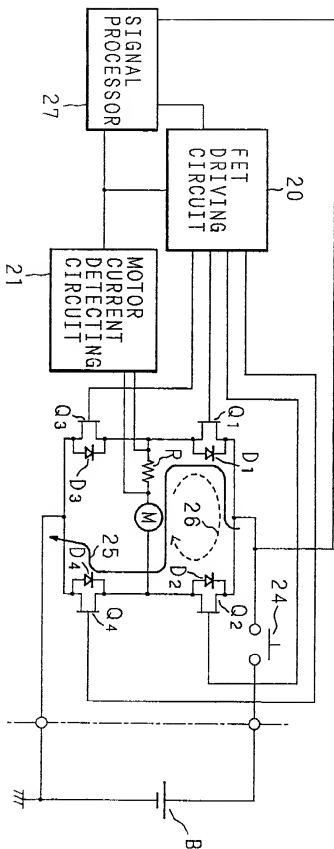 SIGNAL
PROCESSOR
27
FET
DRIVING
CIRCUIT
20
MOTOR
CURRENT
DETECTING
CIRCUIT
21
Q1
D1
Q3
D3
R
M
26
25
D2
Q2
D4
Q4
24
B